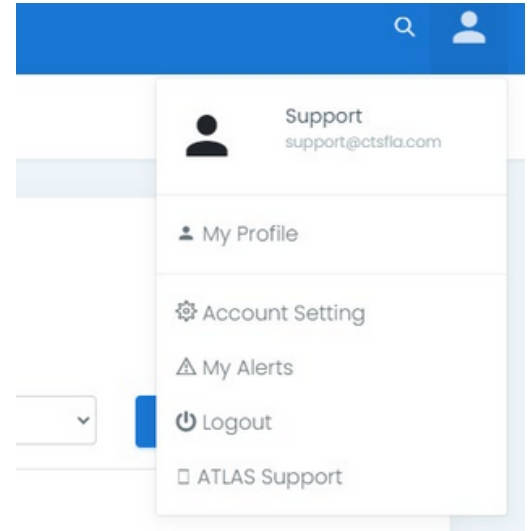 Support
support@ctsfla.com
My Profile
Account Setting
My Alerts
Logout
ATLAS Support